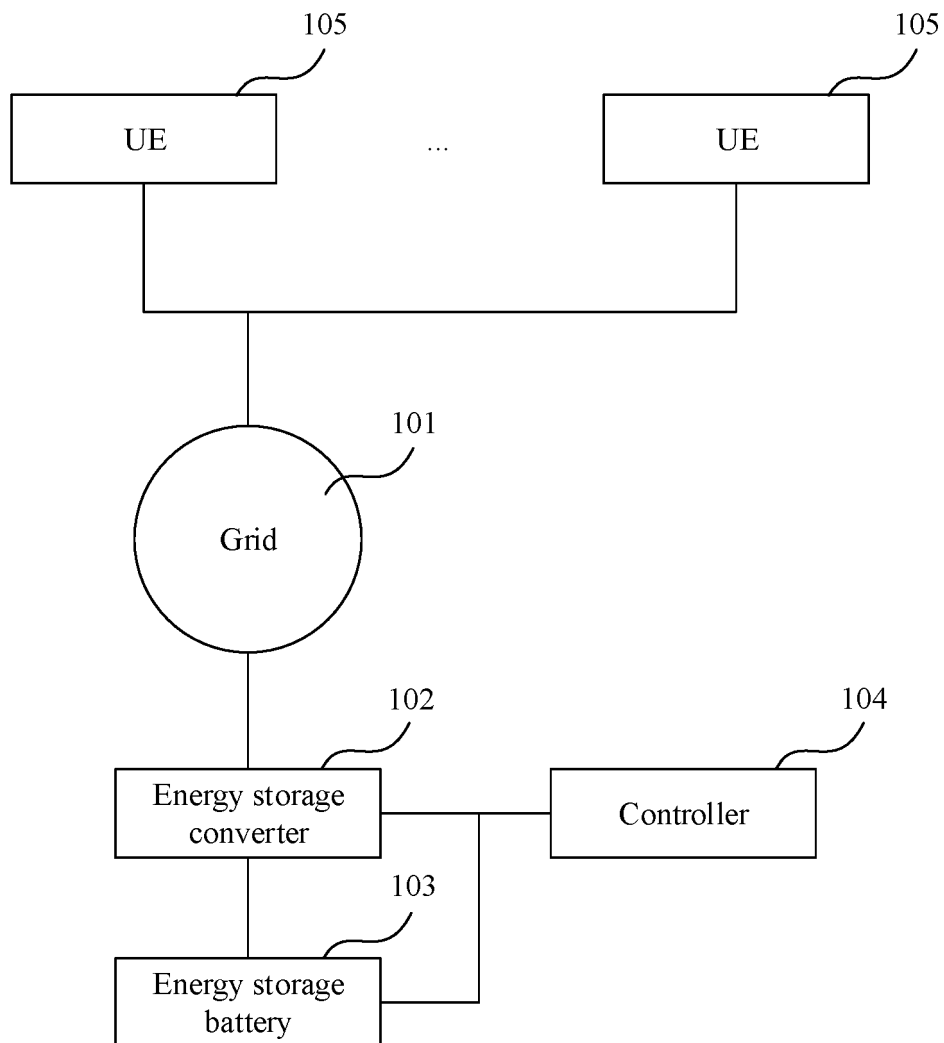 105
105
UE
...
UE
101
Grid
102
104
Energy storage
converter
Controller
103
Energy storage
battery